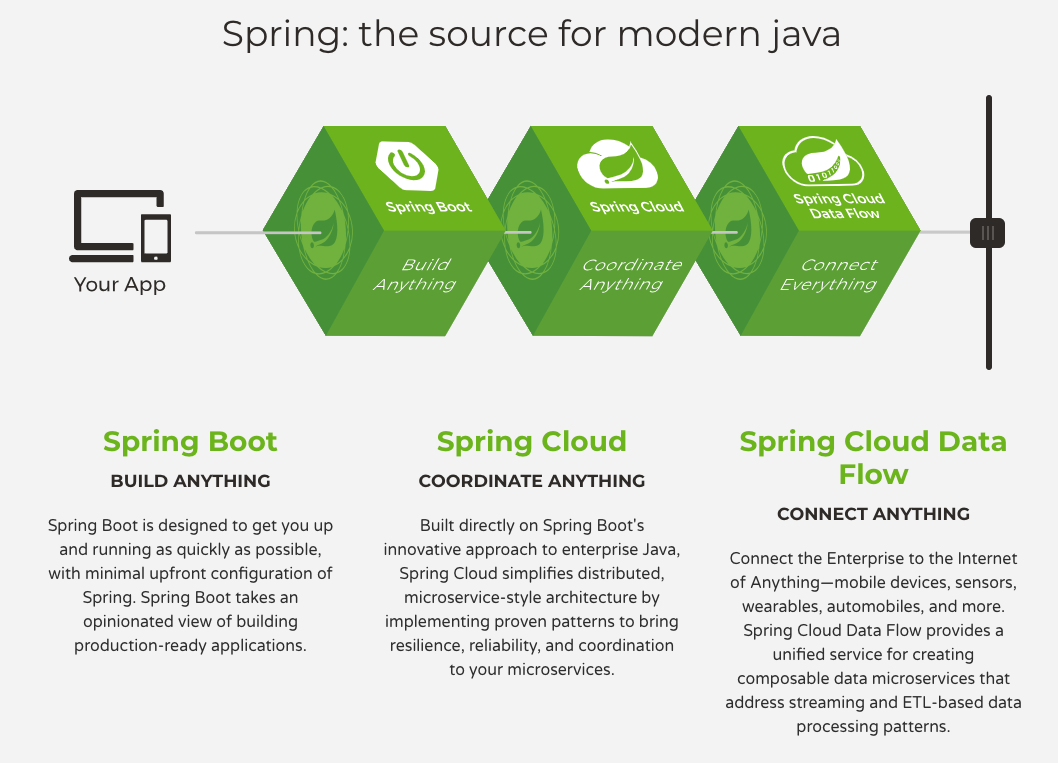 Spring: the source for modern java
Spring Boot
Spring Cloud
Spring Cloud
Data Flow
Build
Anything
Coordinate
Anything
Connect
Everything
Your App
Spring Boot
BUILD ANYTHING
Spring Boot is designed to get you up
and running as quickly as possible,
with minimal upfront configuration of
Spring. Spring Boot takes an
opinionated view of building
production-ready applications.
Spring Cloud
COORDINATE ANYTHING
Built directly on Spring Boot's
innovative approach to enterprise Java,
Spring Cloud simplifies distributed,
microservice-style architecture by
implementing proven patterns to bring
resilience, reliability, and coordination
to your microservices.
Spring Cloud Data
Flow
CONNECT ANYTHING
Connect the Enterprise to the Internet
of Anything—mobile devices, sensors,
wearables, automobiles, and more.
Spring Cloud Data Flow provides a
unified service for creating
composable data microservices that
address streaming and ETL-based data
processing patterns.